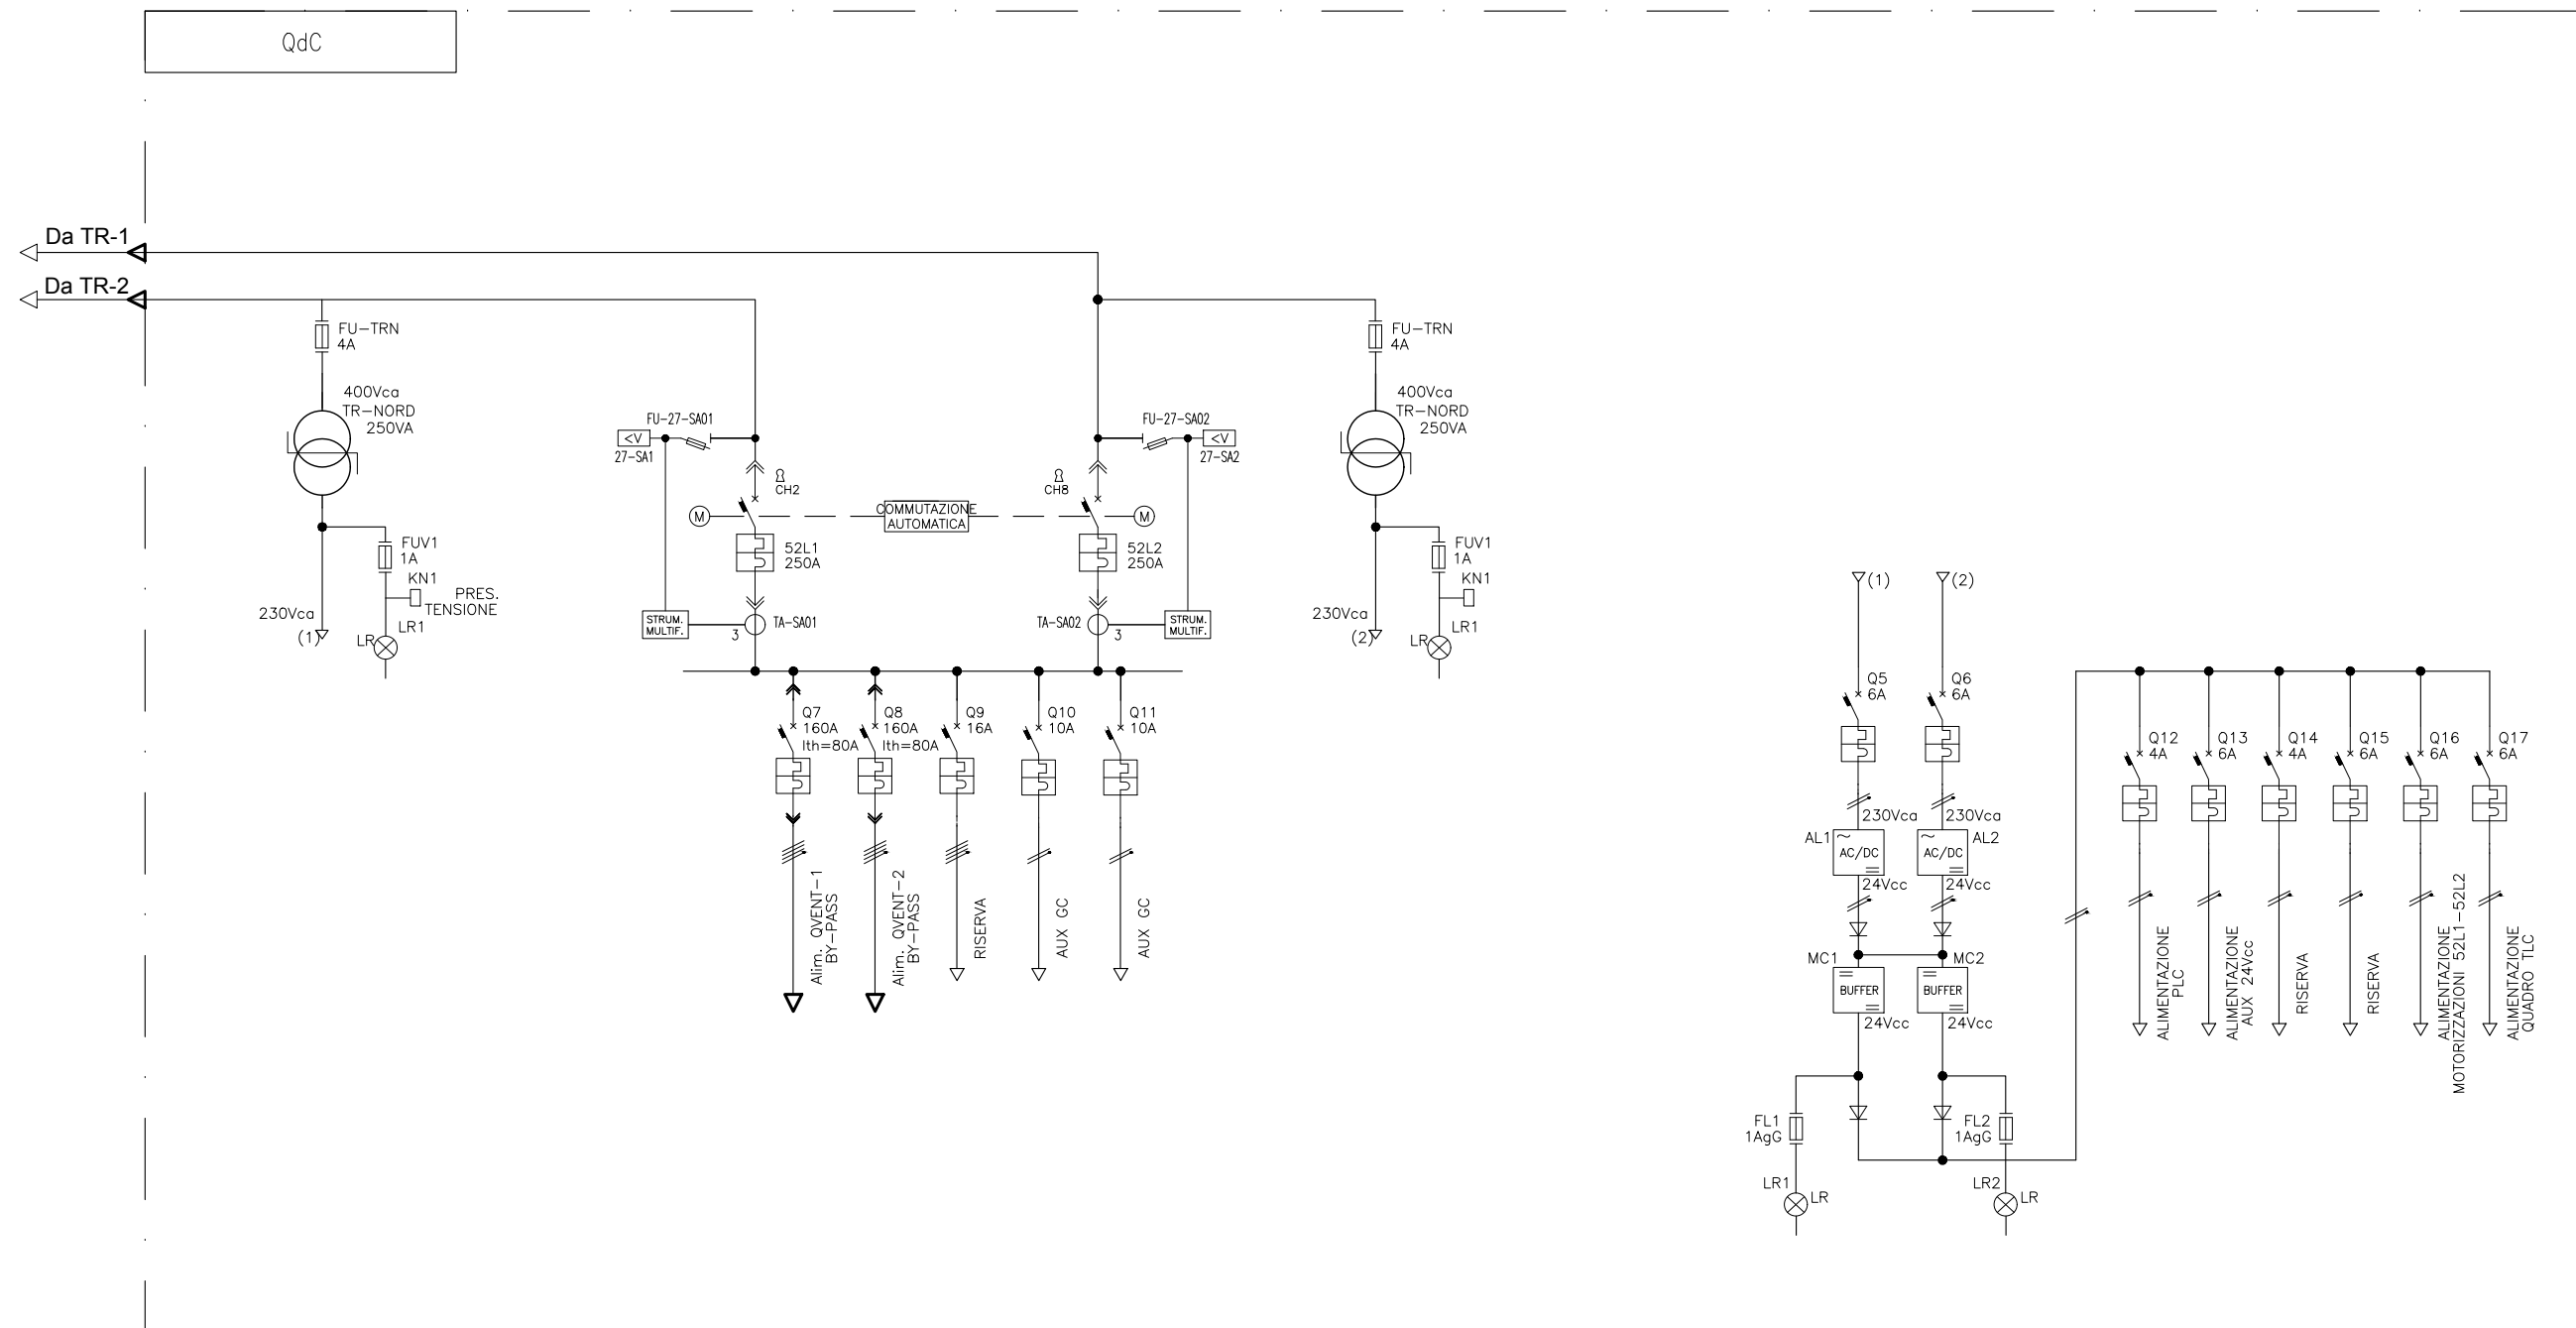 QdC
Da TR-1
Da TR-2
FU-TRN
4A
400Vca
TR-NORD
250VA
FUV1
1A
KN1
PRES.
TENSIONE
230Vca
(1)
LR
LR1
FU-27-SA01
<V
27-SA1
CH2
M
COMMUTAZIONE
AUTOMATICA
52L1
250A
STRUM.
MULTIF.
3
TA-SA01
FU-27-SA02
<V
27-SA2
CH8
M
52L2
250A
TA-SA02
3
STRUM.
MULTIF.
FU-TRN
4A
400Vca
TR-NORD
250VA
FUV1
1A
KN1
230Vca
(2)
LR
LR1
Q7
160A
Ith=80A
Alim. QVENT-1
BY-PASS
Q8
160A
Ith=80A
Alim. QVENT-2
BY-PASS
Q9
16A
RISERVA
Q10
10A
AUX GC
Q11
10A
AUX GC
(1)
(2)
Q5
6A
Q6
6A
230Vca
230Vca
AL1
AC/DC
AC/DC
AL2
24Vcc
24Vcc
MC1
MC2
BUFFER
BUFFER
24Vcc
24Vcc
FL1
1AgG
FL2
1AgG
LR1
LR
LR2
LR
Q12
4A
ALIMENTAZIONE
PLC
Q13
6A
ALIMENTAZIONE
AUX 24Vcc
Q14
4A
RISERVA
Q15
6A
RISERVA
Q16
6A
ALIMENTAZIONE
MOTORIZZAZIONI 52L1-52L2
Q17
6A
ALIMENTAZIONE
QUADRO TLC